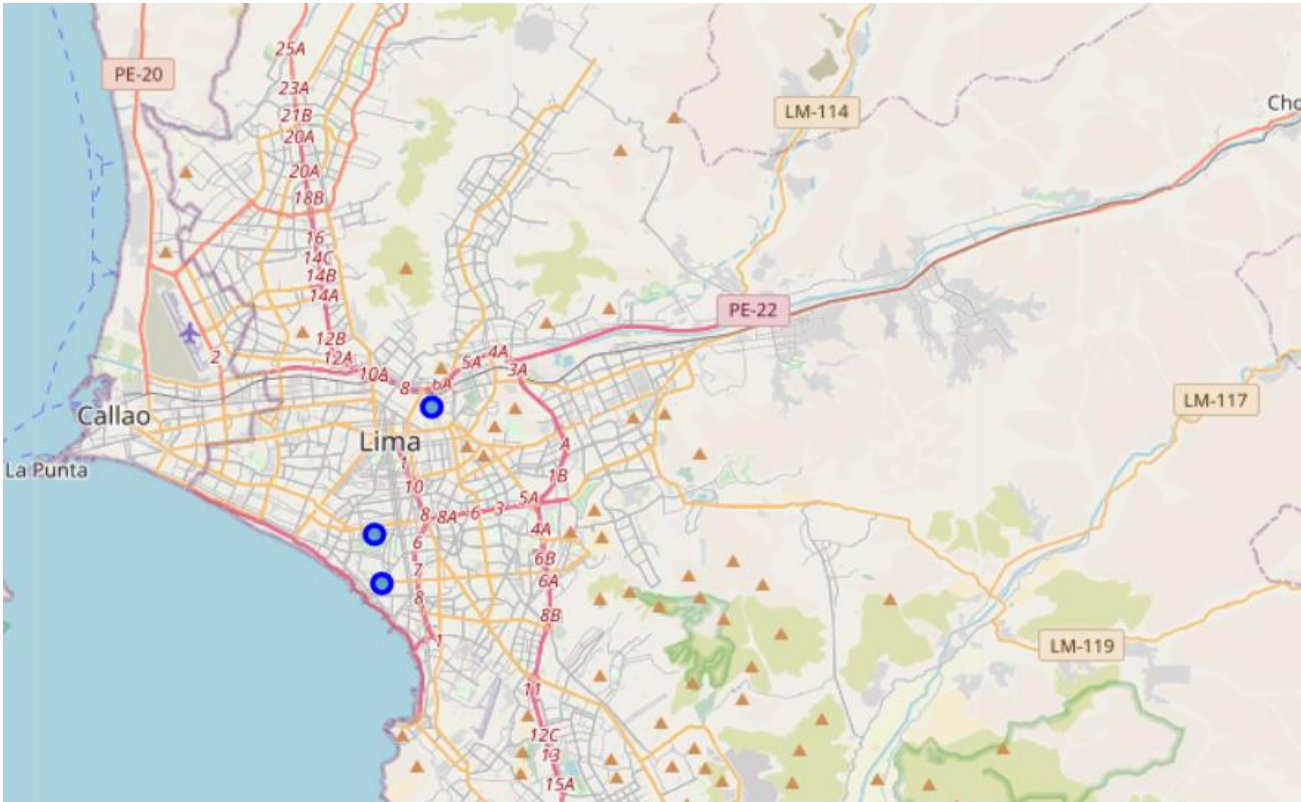 25A
PE-20
23A
Cho
LM-114
21B
20A
20A
18B
16
14C
14B
14A
PE-22
12B
2
12A
4A
5A
3A
10A
8
6A
LM-117
Callao
Lima
A
1
La Punta
1B
10
5A
3
6
8
8A
4A
6
6B
7
6A
8
8B
1
LM-119
11
12C
13
15A